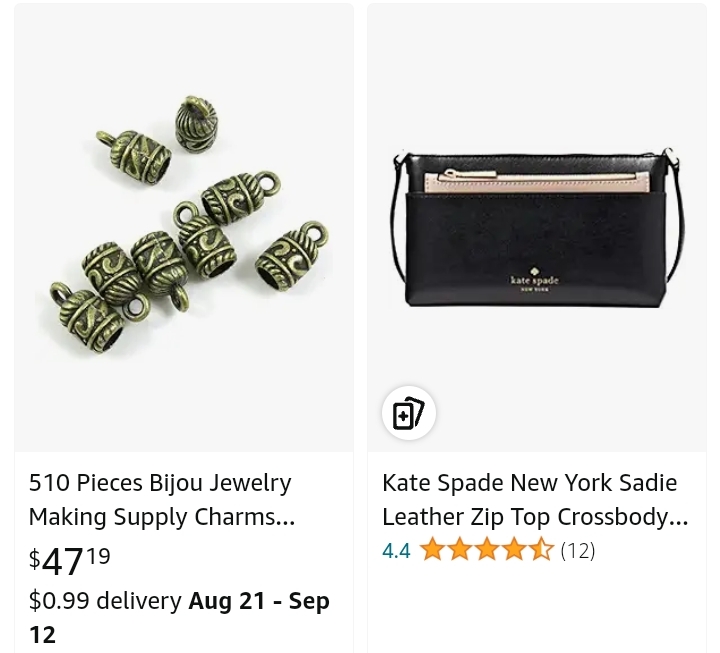 kate spade
NEW YORK
510 Pieces Bijou Jewelry
Making Supply Charms...
$47 19
$0.99 delivery Aug 21 - Sep
12
Kate Spade New York Sadie
Leather Zip Top Crossbody...
4.4 (12)